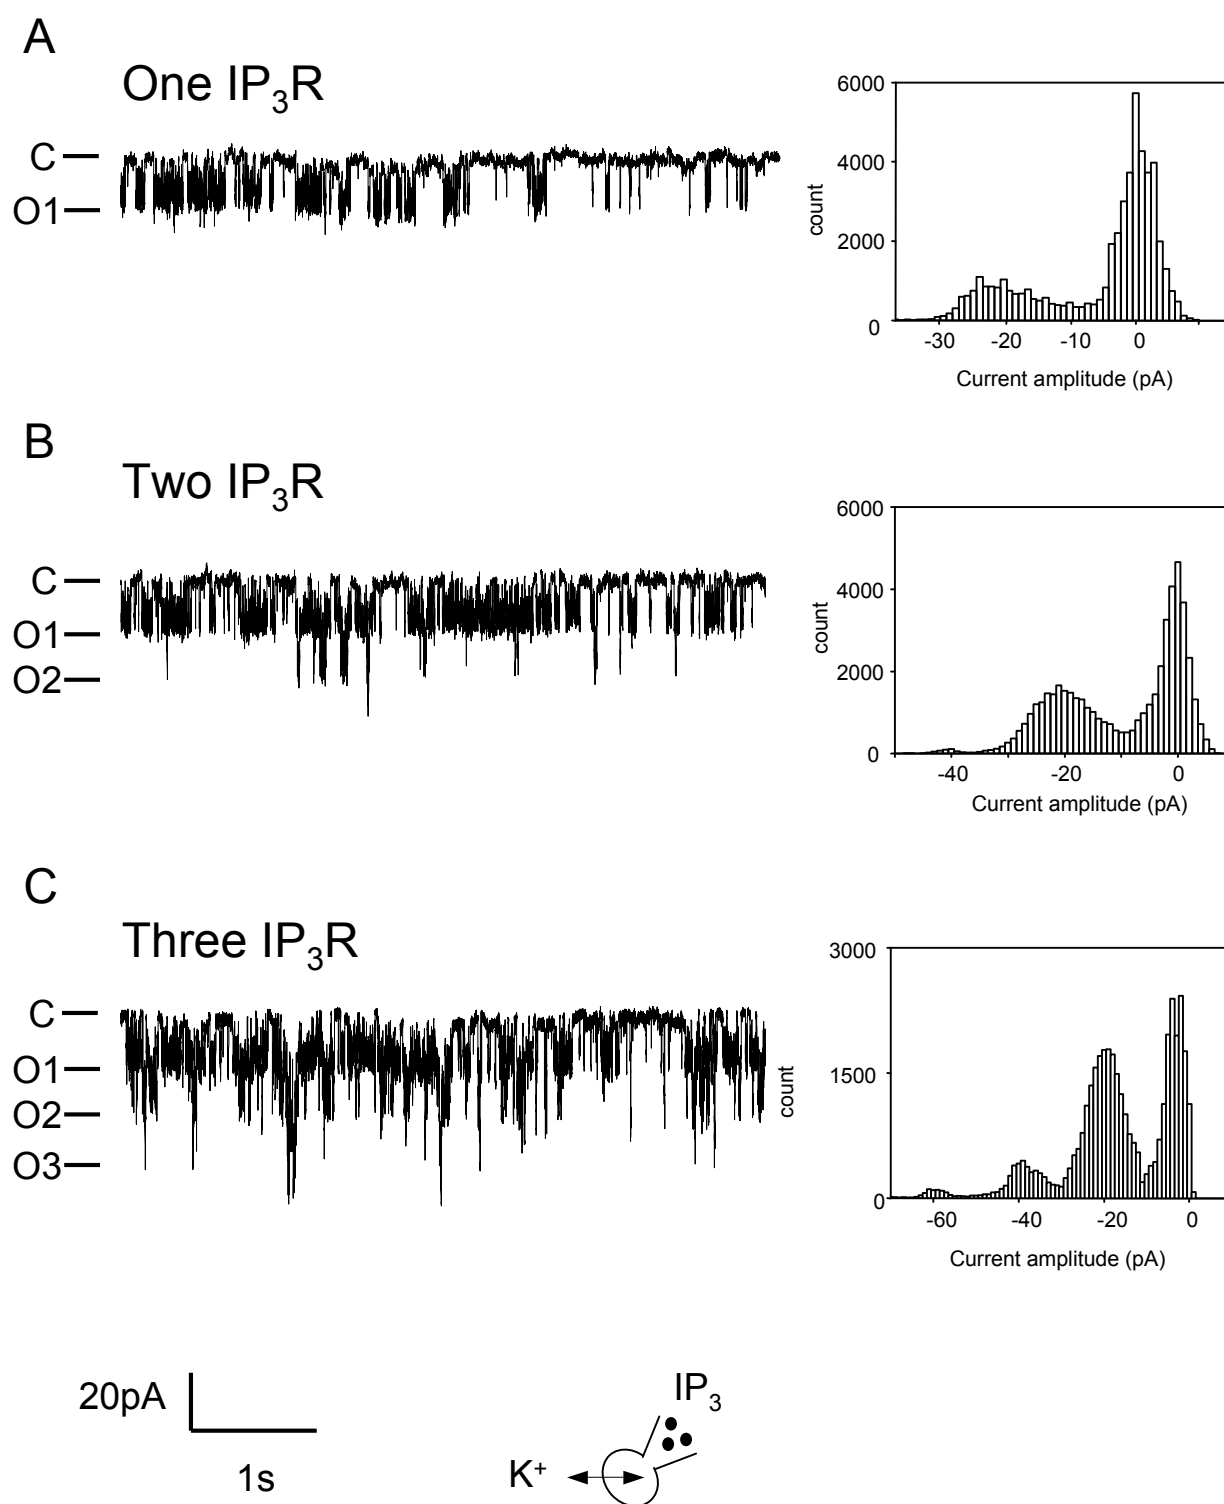 A
One IP₃R
C
O1
6000
4000
2000
0
count
-30 -20 -10 0
Current amplitude (pA)
B
Two IP₃R
C
O1
O2
6000
4000
2000
0
count
-40 -20 0
Current amplitude (pA)
C
Three IP₃R
C
O1
O2
O3
3000
1500
0
count
-60 -40 -20 0
Current amplitude (pA)
20pA
1s
IP₃
K⁺